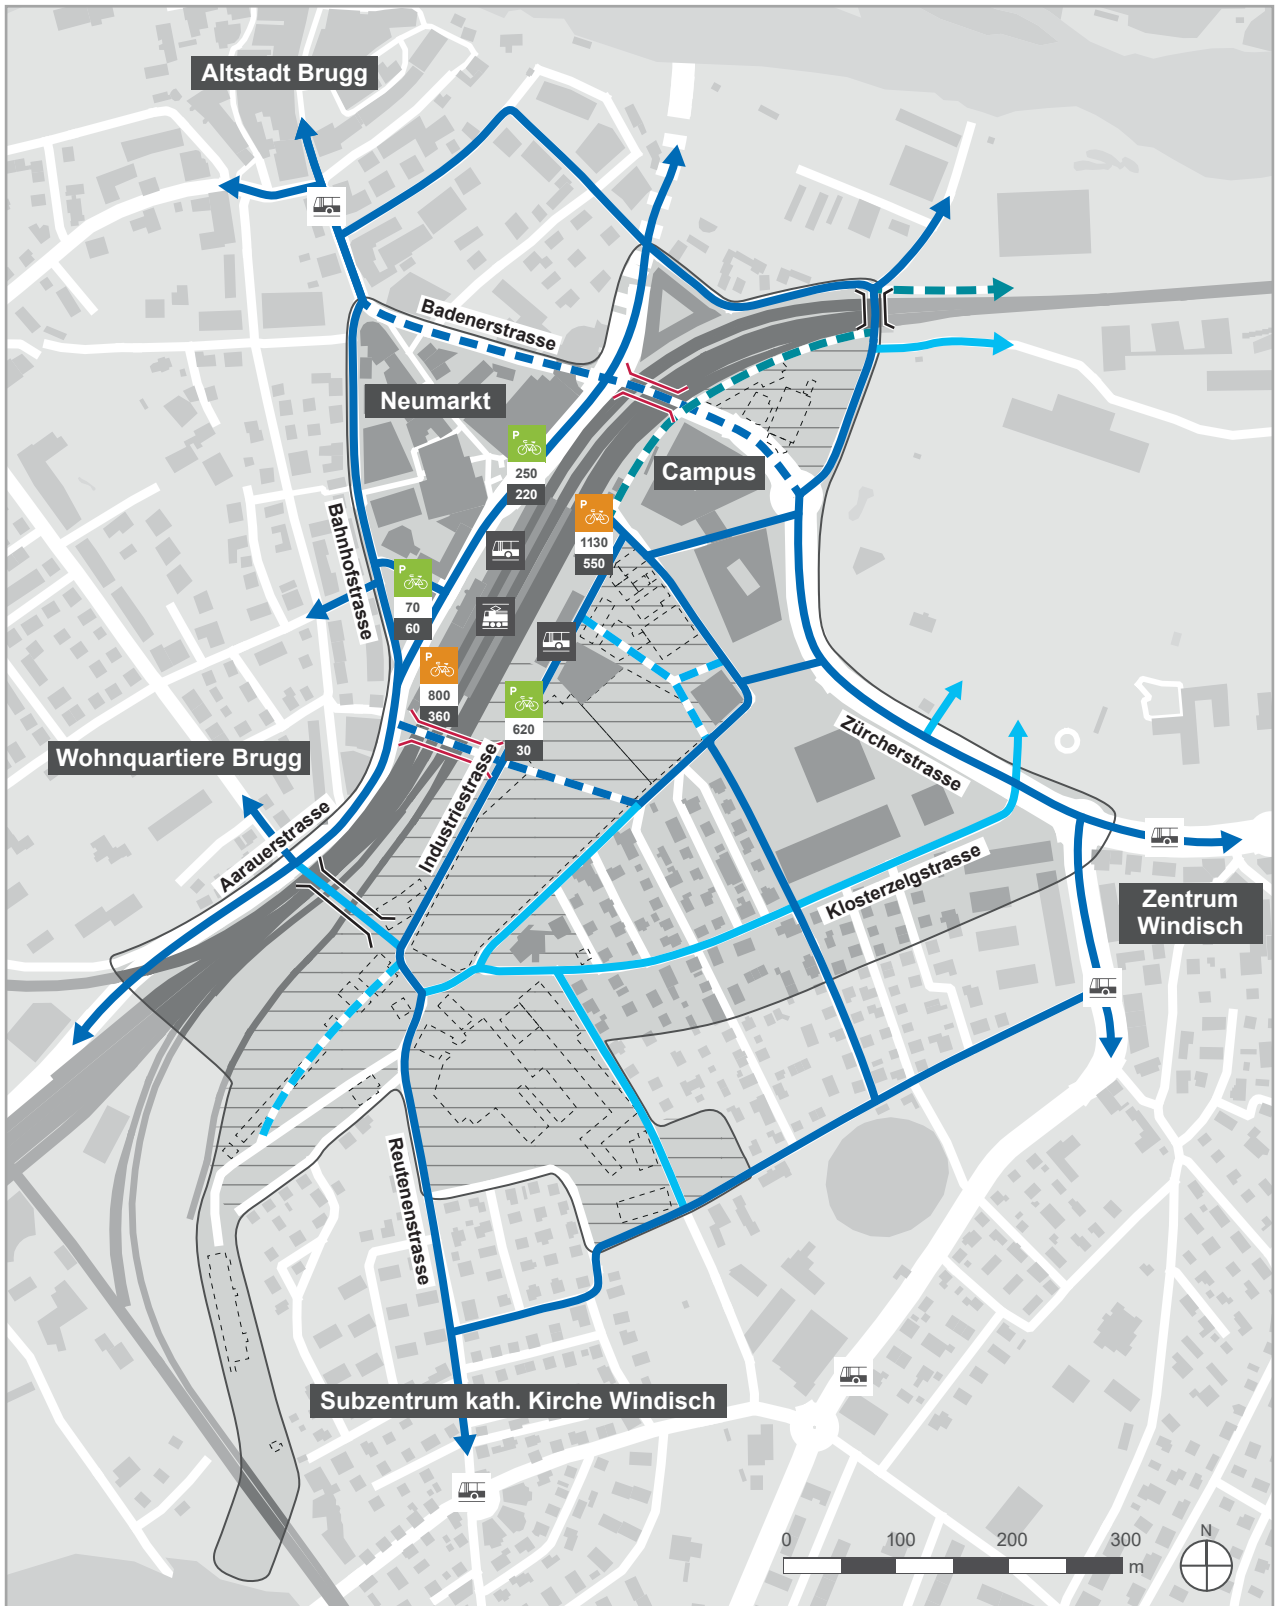 Altstadt Brugg
Badenerstrasse
Neumarkt
P
250
220
Campus
P
1130
550
Bahnhofstrasse
P
70
60
P
800
360
P
620
30
Wohnquartiere Brugg
Industriestrasse
Zürcherstrasse
Aarauerstrasse
Klosterzelgstrasse
Zentrum
Windisch
Reutenenstrasse
Subzentrum kath. Kirche Windisch
0 100 200 300
m
N